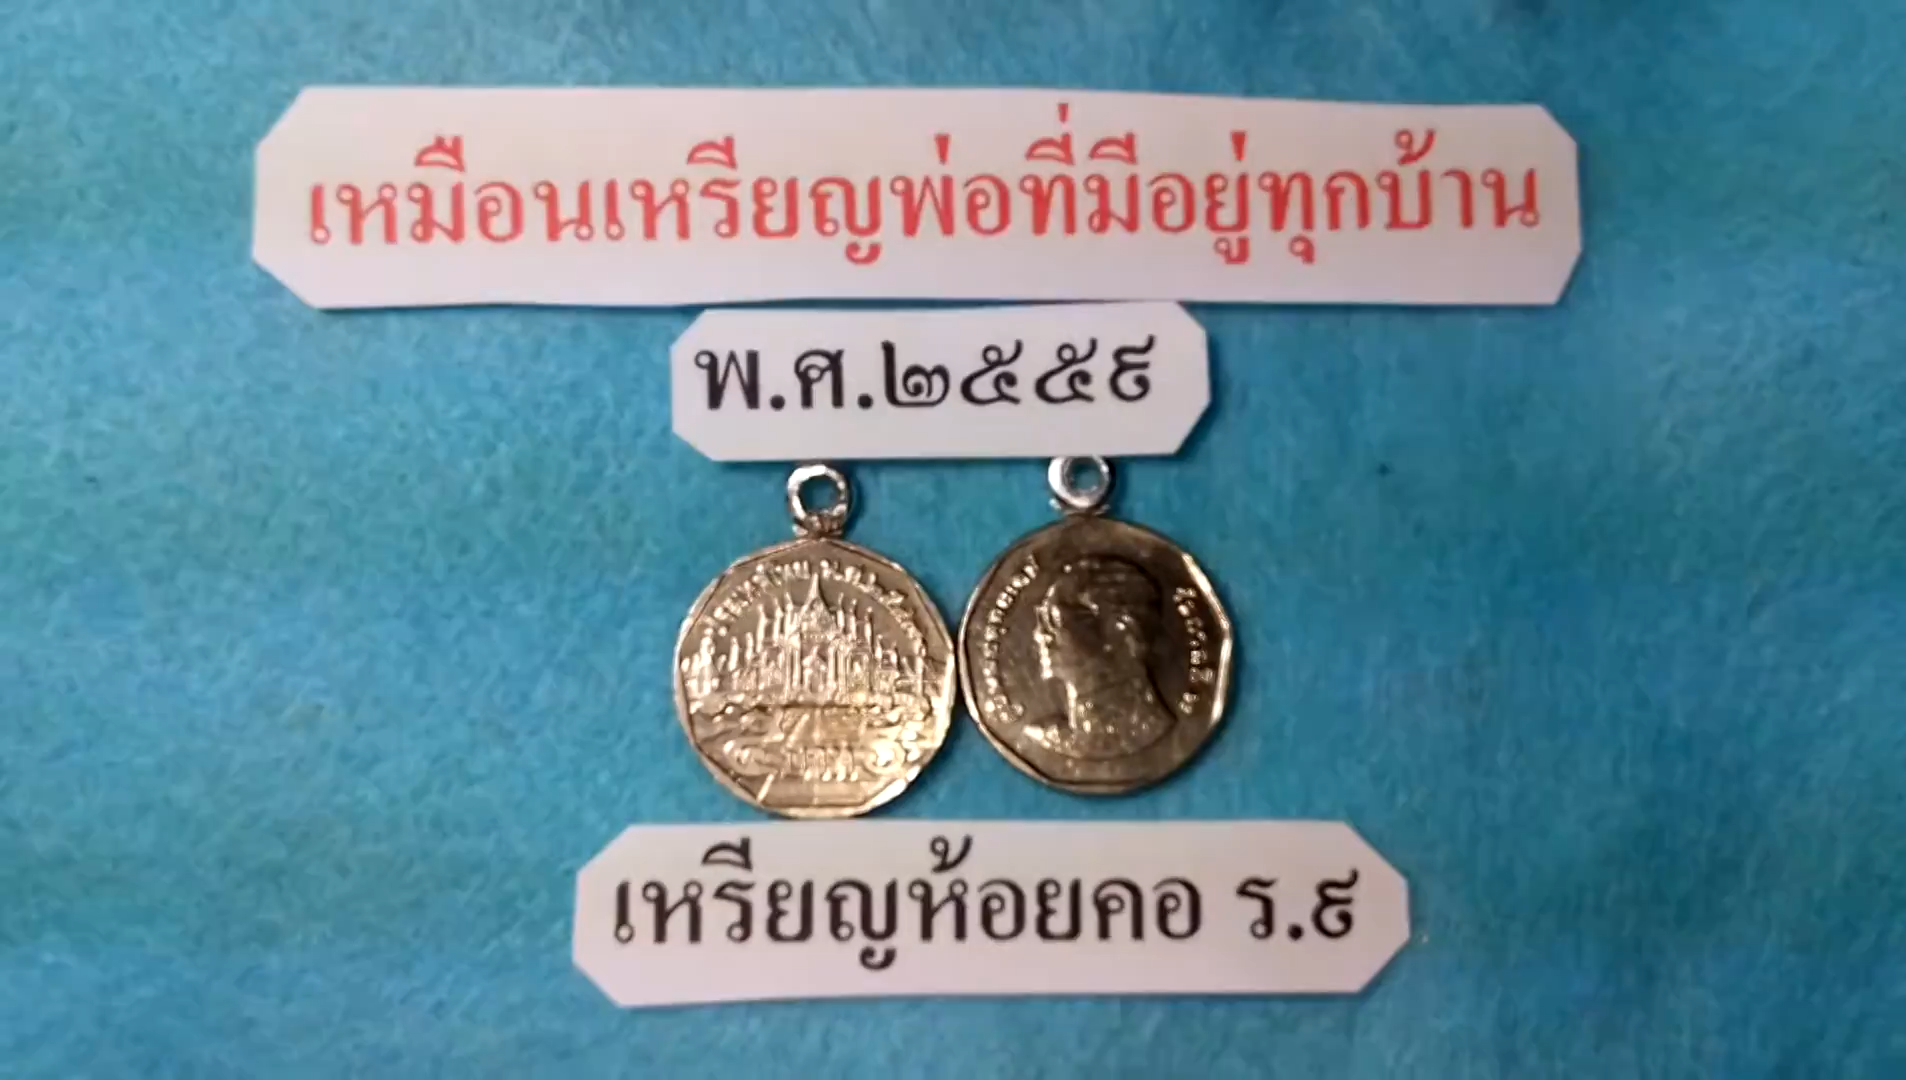 เหมือนเหรียญพ่อที่มีอยู่ทุกบ้าน
พ.ศ.๒๕๕๙
เหรียญห้อยคอ ร.๙